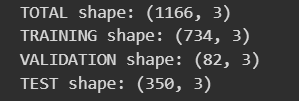 TOTAL shape: (1166, 3)
TRAINING shape: (734, 3)
VALIDATION shape: (82, 3)
TEST shape: (350, 3)